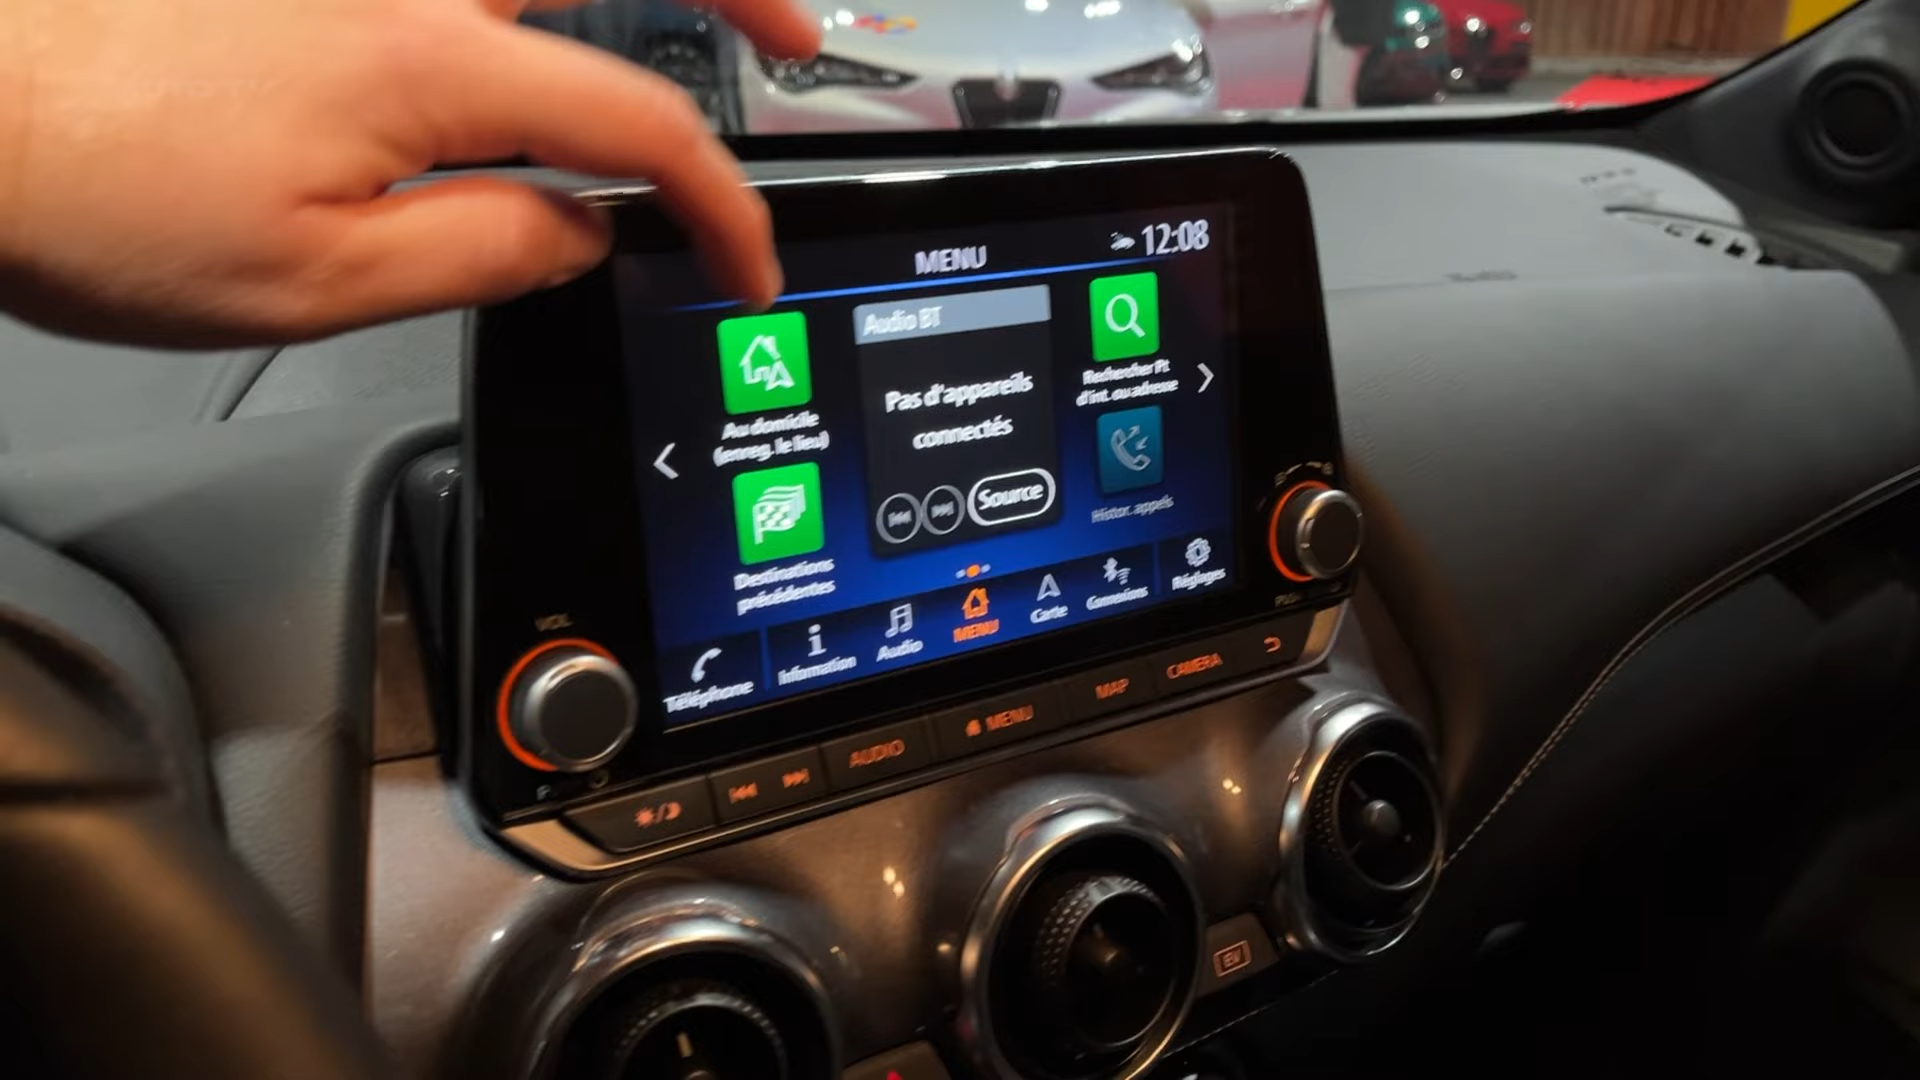 MENU
12:08
Audio BT
Pas d'appareils
connectés
Source
Au domicile
(enreg. le lieu)
Destinations
précédentes
Rechercher Pt
d'int. ou adresse
Histor. appels
Téléphone
Information
Audio
MENU
Carte
Connexions
Réglages
VOL
AUDIO
MENU
MAP
CAMERA
EV